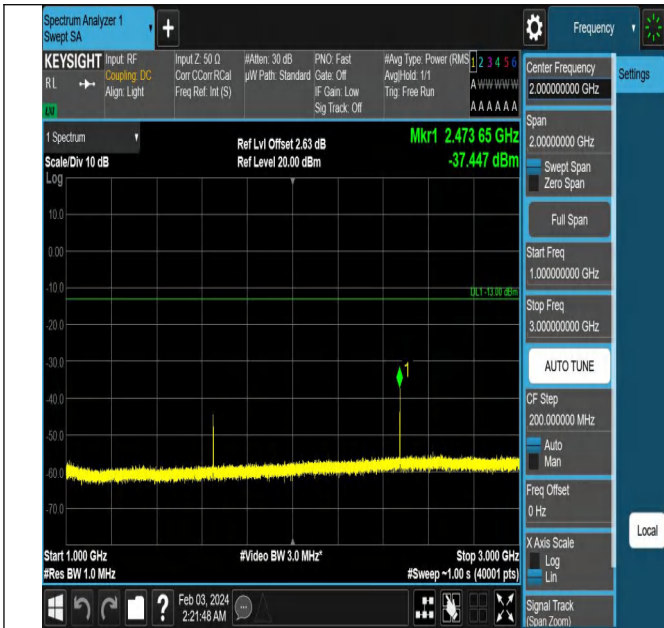 Spectrum Analyzer 1
Swept SA
Frequency
KEYSIGHT
RL
LXI
Input: RF
Coupling: DC
Align: Light
Input Z: 50 Ω
Corr CCorr RCal
Freq Ref: Int (S)
#Atten: 30 dB
µW Path: Standard
PNO: Fast
Gate: Off
IF Gain: Low
Sig Track: Off
#Avg Type: Power (RMS
Avg|Hold: 1/1
Trig: Free Run
1 2 3 4 5 6
A W W W W W
A A A A A A
1 Spectrum
Scale/Div 10 dB
Log
Ref Lvl Offset 2.63 dB
Ref Level 20.00 dBm
Mkr1 2.473 65 GHz
-37.447 dBm
10.0
0.00
-10.0
-20.0
-30.0
-40.0
-50.0
-60.0
-70.0
DL1 -13.00 dBm
1
Start 1.000 GHz
#Res BW 1.0 MHz
#Video BW 3.0 MHz*
Stop 3.000 GHz
#Sweep ~1.00 s (40001 pts)
Feb 03, 2024
2:21:48 AM
Center Frequency
2.000000000 GHz
Settings
Span
2.00000000 GHz
Swept Span
Zero Span
Full Span
Start Freq
1.000000000 GHz
Stop Freq
3.000000000 GHz
AUTO TUNE
CF Step
200.000000 MHz
Auto
Man
Freq Offset
0 Hz
Local
X Axis Scale
Log
Lin
Signal Track
(Span Zoom)